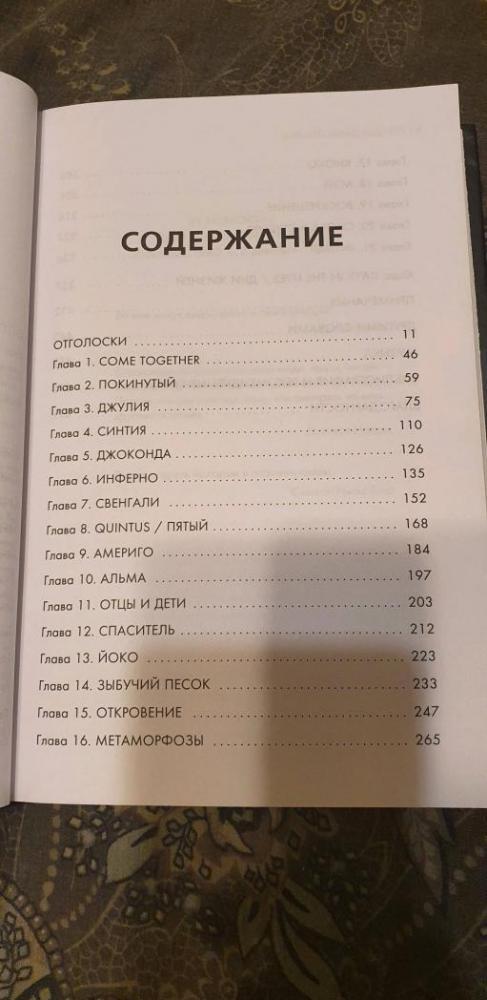 СОДЕРЖАНИЕ
ОТГОЛОСКИ 11
Глава 1. COME TOGETHER 46
Глава 2. ПОКИНУТЫЙ 59
Глава 3. ДЖУЛИЯ 75
Глава 4. СИНТИЯ 110
Глава 5. ДЖОКОНДА 126
Глава 6. ИНФЕРНО 135
Глава 7. СВЕНГАЛИ 152
Глава 8. QUINTUS / ПЯТЫЙ 168
Глава 9. АМЕРИГО 184
Глава 10. АЛЬМА 197
Глава 11. ОТЦЫ И ДЕТИ 203
Глава 12. СПАСИТЕЛЬ 212
Глава 13. ЙОКО 223
Глава 14. ЗЫБУЧИЙ ПЕСОК 233
Глава 15. ОТКРОВЕНИЕ 247
Глава 16. МЕТАМОРФОЗЫ 265